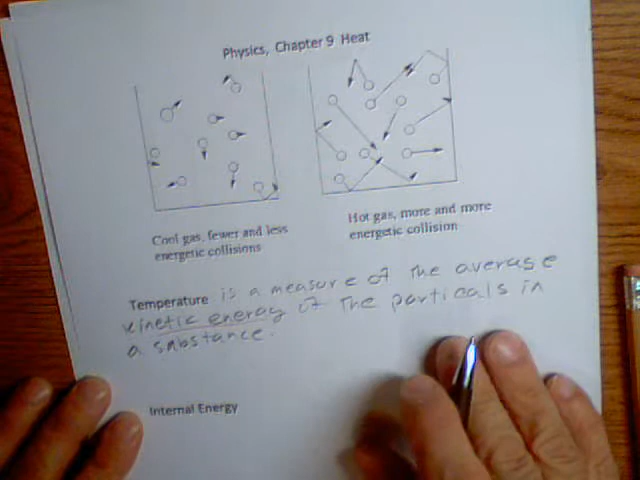 Physics, Chapter 9 Heat
Cool gas, fewer and less
energetic collisions
Hot gas, more and more
energetic collision
Temperature is a measure of the average
kinetic energy of the particals in
a substance.
Internal Energy